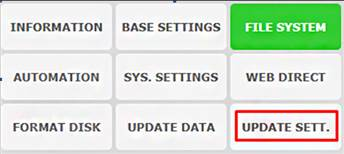 INFORMATION BASE SETTINGS FILE SYSTEM
AUTOMATION SYS. SETTINGS WEB DIRECT
FORMAT DISK UPDATE DATA UPDATE SETT.